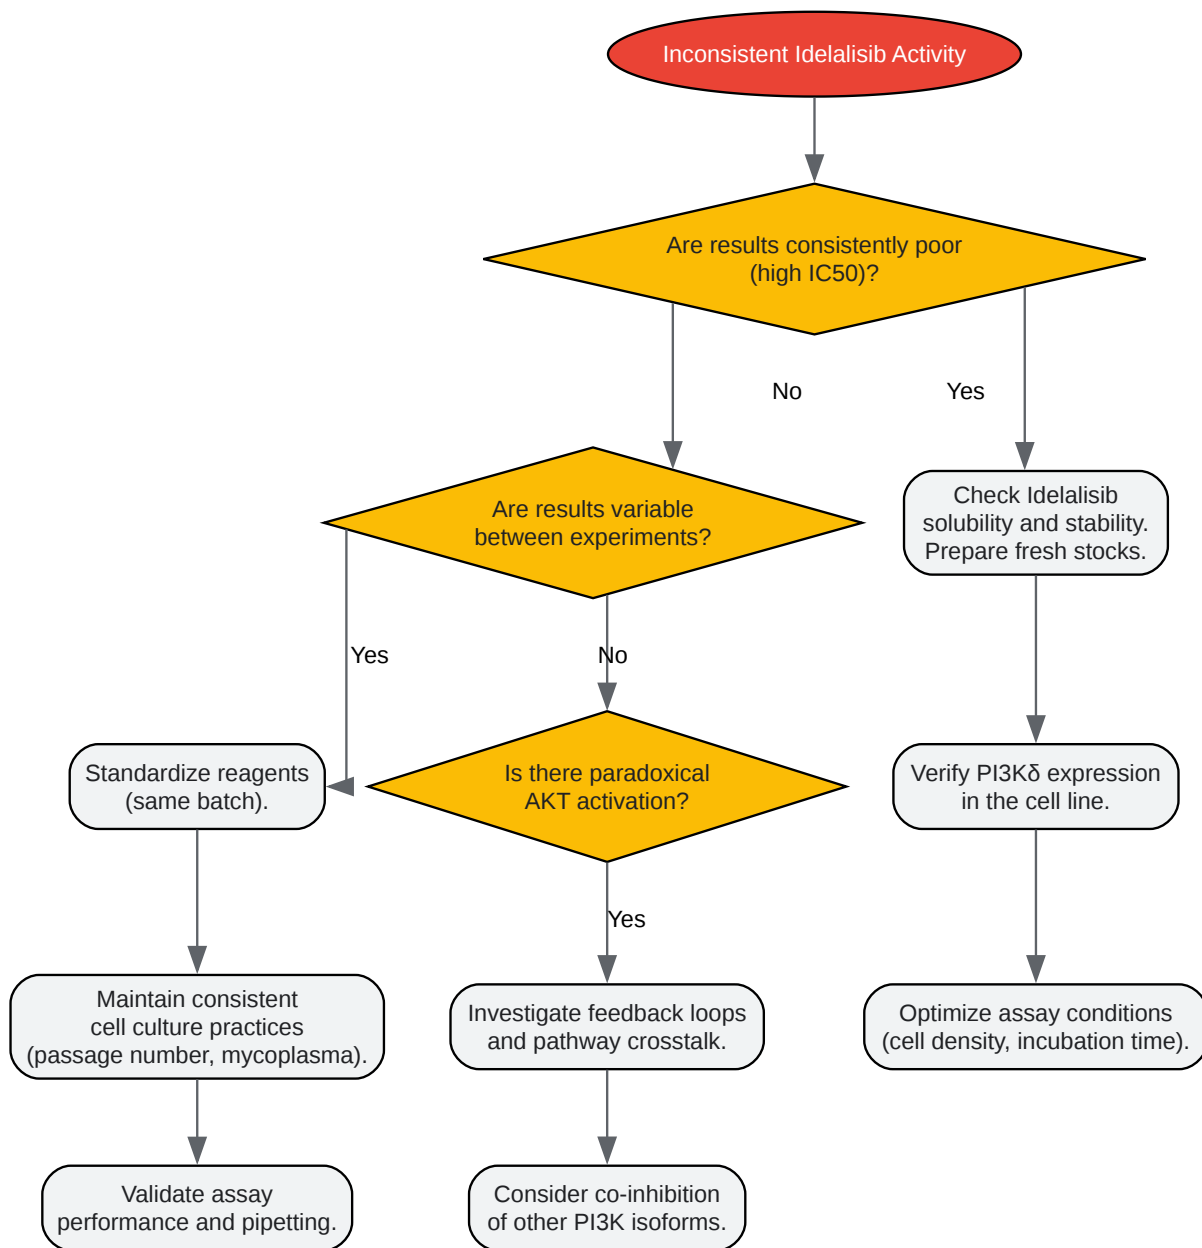 Inconsistent Idelalisib Activity
Are results consistently poor
(high IC50)?
No
Yes
Are results variable
between experiments?
Check Idelalisib
solubility and stability.
Prepare fresh stocks.
Yes
No
Standardize reagents
(same batch).
Is there paradoxical
AKT activation?
Verify PI3Kδ expression
in the cell line.
Yes
Maintain consistent
cell culture practices
(passage number, mycoplasma).
Investigate feedback loops
and pathway crosstalk.
Optimize assay conditions
(cell density, incubation time).
Validate assay
performance and pipetting.
Consider co-inhibition
of other PI3K isoforms.